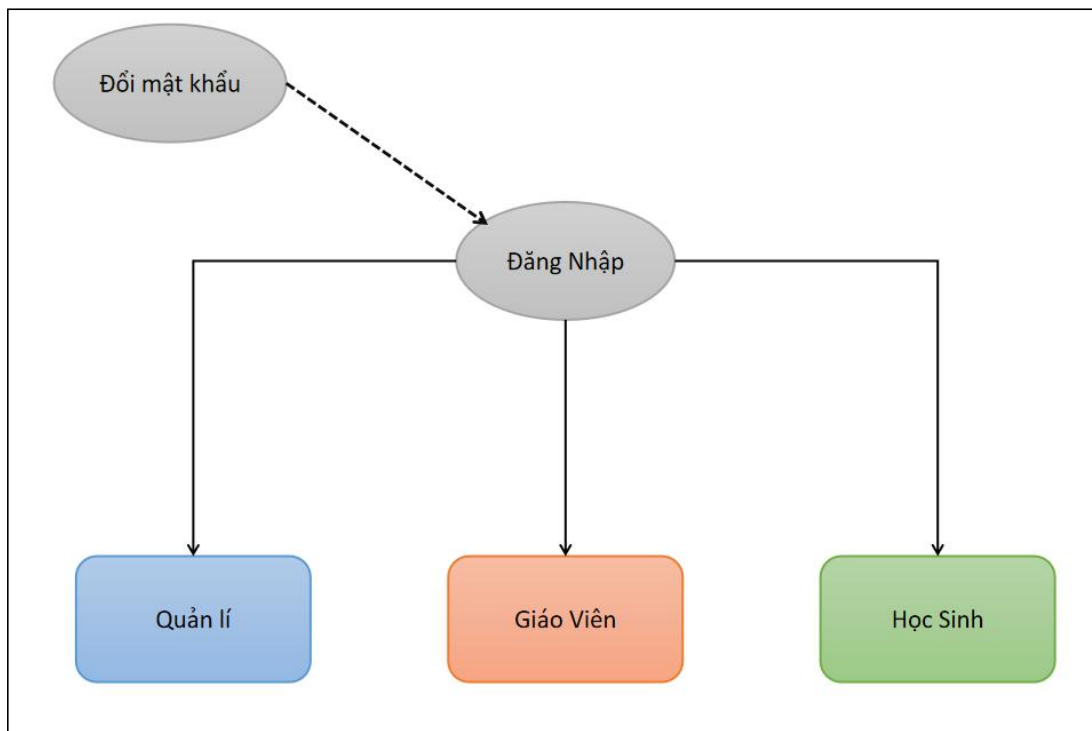 Đổi mật khẩu
Đăng Nhập
Quản lí
Giáo Viên
Học Sinh